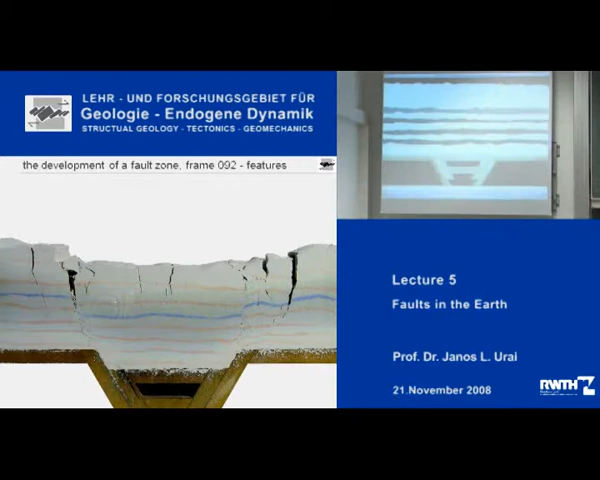 LEHR - UND FORSCHUNGSGEBIET FÜR
Geologie - Endogene Dynamik
STRUCTUAL GEOLOGY - TECTONICS - GEOMECHANICS
the development of a fault zone, frame 092 - features
Lecture 5
Faults in the Earth
Prof. Dr. Janos L. Urai
21.November 2008
RWTH